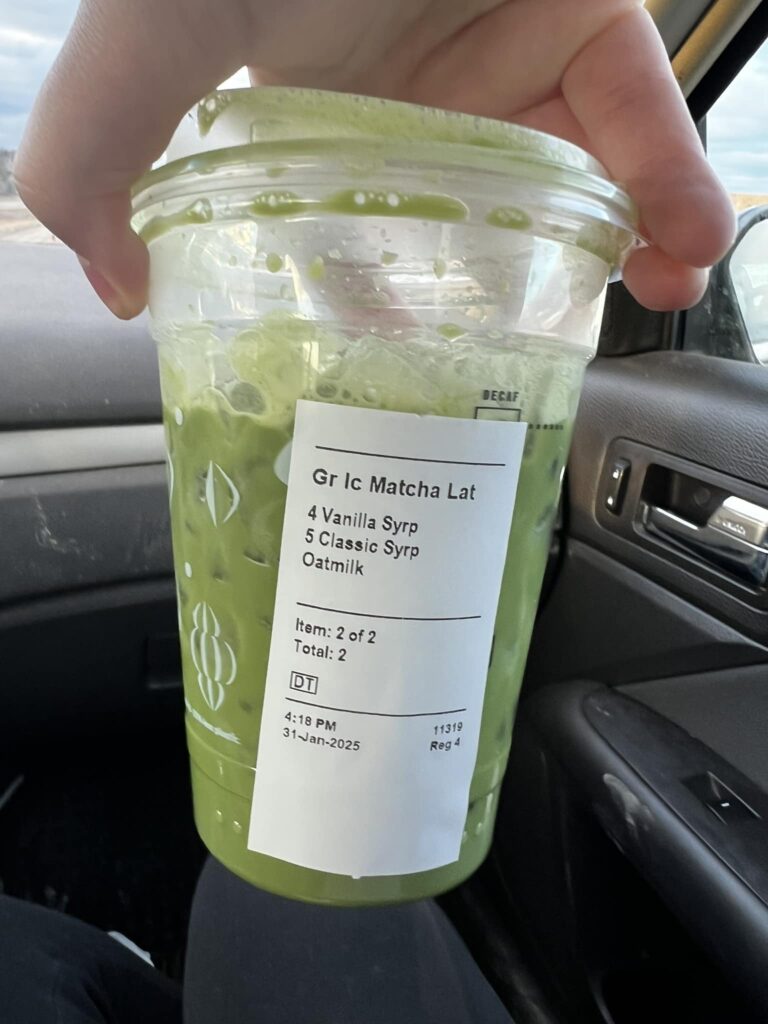 DECAF
Gr Ic Matcha Lat
4 Vanilla Syrp
5 Classic Syrp
Oatmilk
Item: 2 of 2
Total: 2
DT
4:18 PM 11319
31-Jan-2025 Reg 4